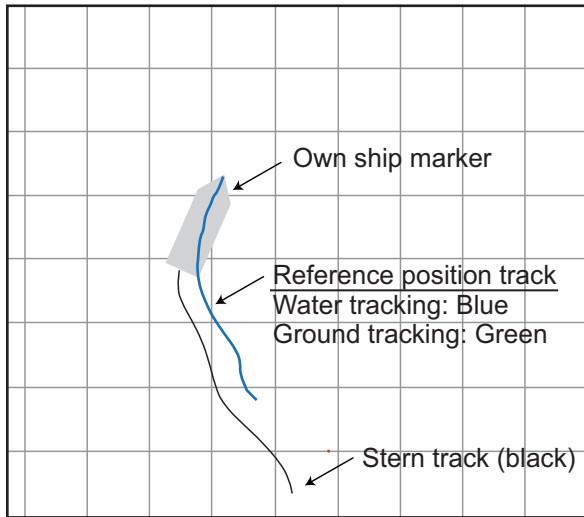 Own ship marker
Reference position track
Water tracking: Blue
Ground tracking: Green
Stern track (black)